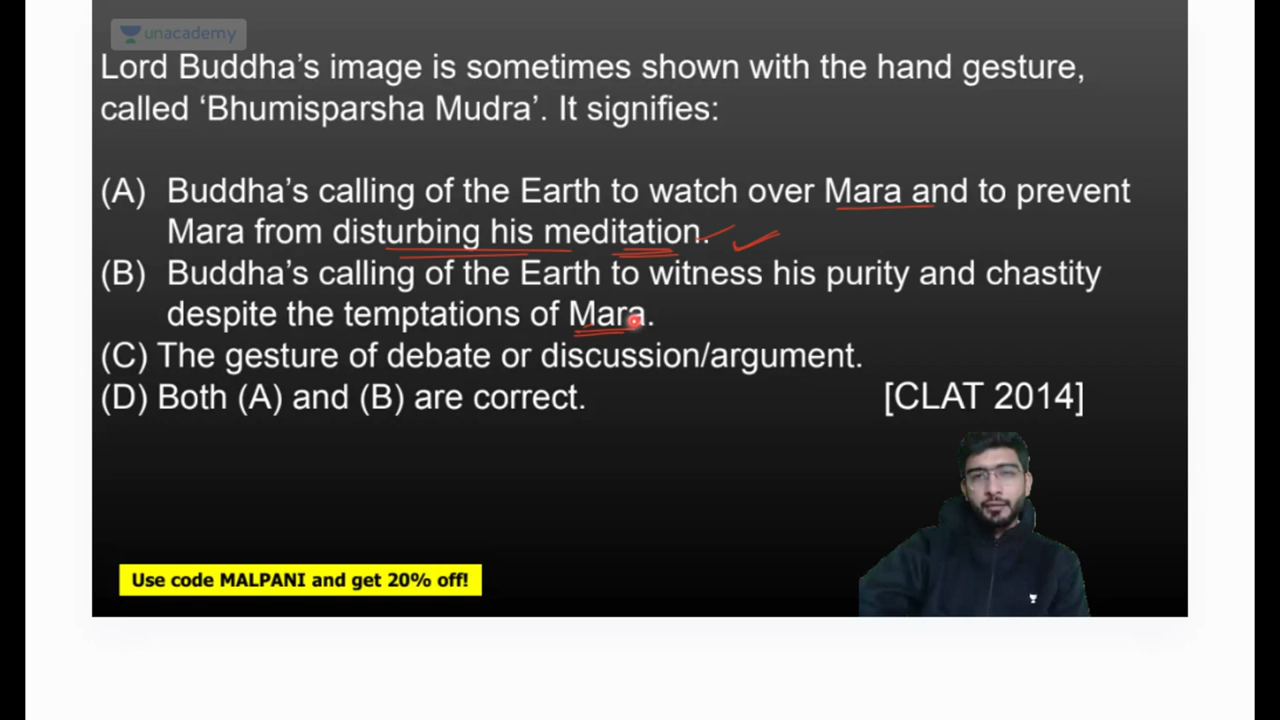 unacademy
Lord Buddha's image is sometimes shown with the hand gesture,
called ‘Bhumisparsha Mudra’. It signifies:
(A) Buddha's calling of the Earth to watch over Mara and to prevent
Mara from disturbing his meditation.
(B) Buddha's calling of the Earth to witness his purity and chastity
despite the temptations of Mara.
(C) The gesture of debate or discussion/argument.
(D) Both (A) and (B) are correct. [CLAT 2014]
Use code MALPANI and get 20% off!